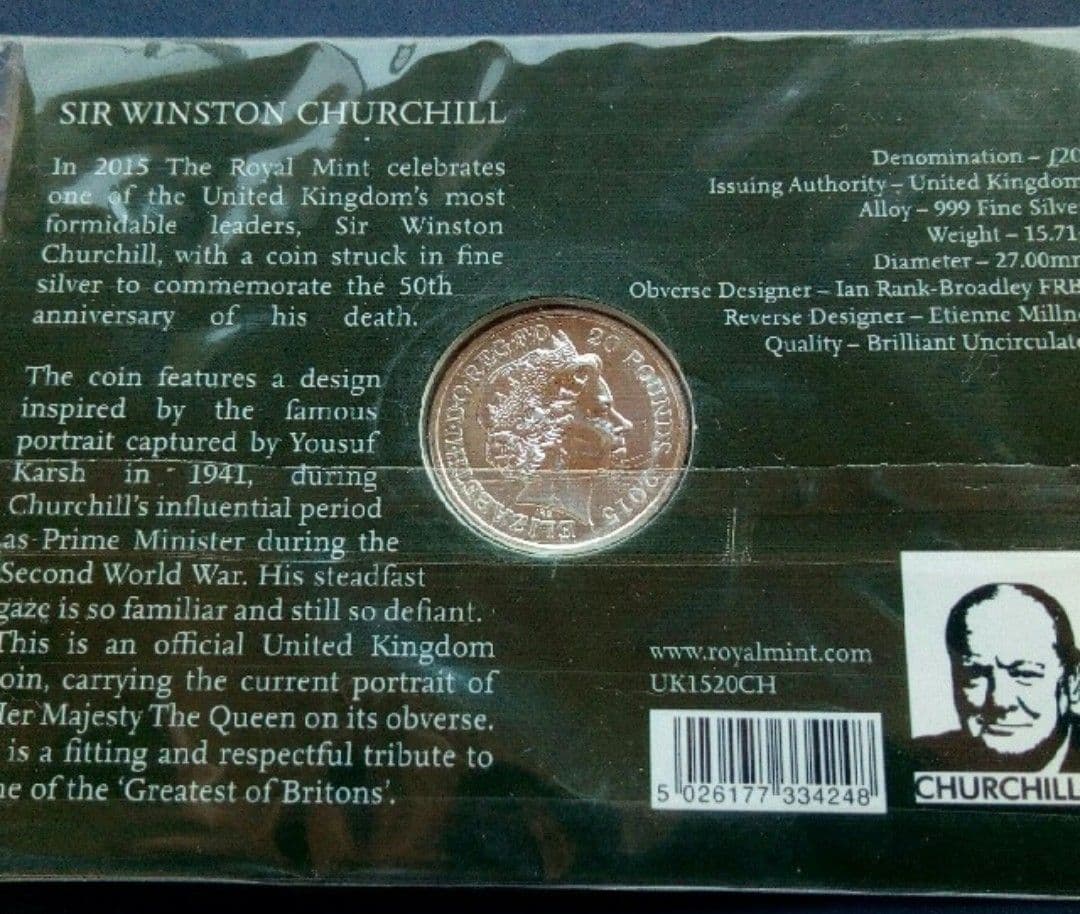 SIR WINSTON CHURCHILL
In 2015 The Royal Mint celebrates
one of the United Kingdom's most
formidable leaders, Sir Winston
Churchill, with a coin struck in fine
silver to commemorate the 50th
anniversary of his death.
The coin features a design
inspired by the famous
portrait captured by Yousuf
Karsh in 1941, during
Churchill's influential period
as Prime Minister during the
Second World War. His steadfast
gaze is so familiar and still so defiant.
This is an official United Kingdom
oin, carrying the current portrait of
Her Majesty The Queen on its obverse.
is a fitting and respectful tribute to
ne of the 'Greatest of Britons'.
Denomination – £20
Issuing Authority – United Kingdom
Alloy – 999 Fine Silve
Weight – 15.71
Diameter – 27.00mm
Obverse Designer – Ian Rank-Broadley FRB
Reverse Designer – Etienne Millne
Quality – Brilliant Uncirculate
ELIZABETH·II·D·G·REG·F·D
20 POUNDS 2015
www.royalmint.com
UK1520CH
5 026177 334248
CHURCHILL